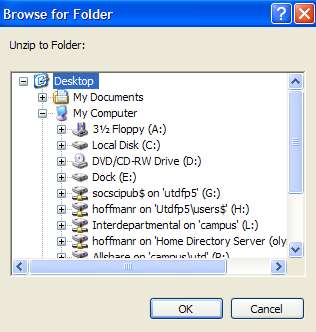 Browse for Folder
Unzip to Folder:
Desktop
My Documents
My Computer
3½ Floppy (A:)
Local Disk (C:)
DVD/CD-RW Drive (D:)
Dock (E:)
socscipub$ on 'utdfp5' (G:)
hoffmanr on 'Utdfp5\users$' (H:)
Interdepartmental on 'campus' (L:)
hoffmanr on 'Home Directory Server (oly
Allshare on 'campus\utd' (P:)
OK
Cancel